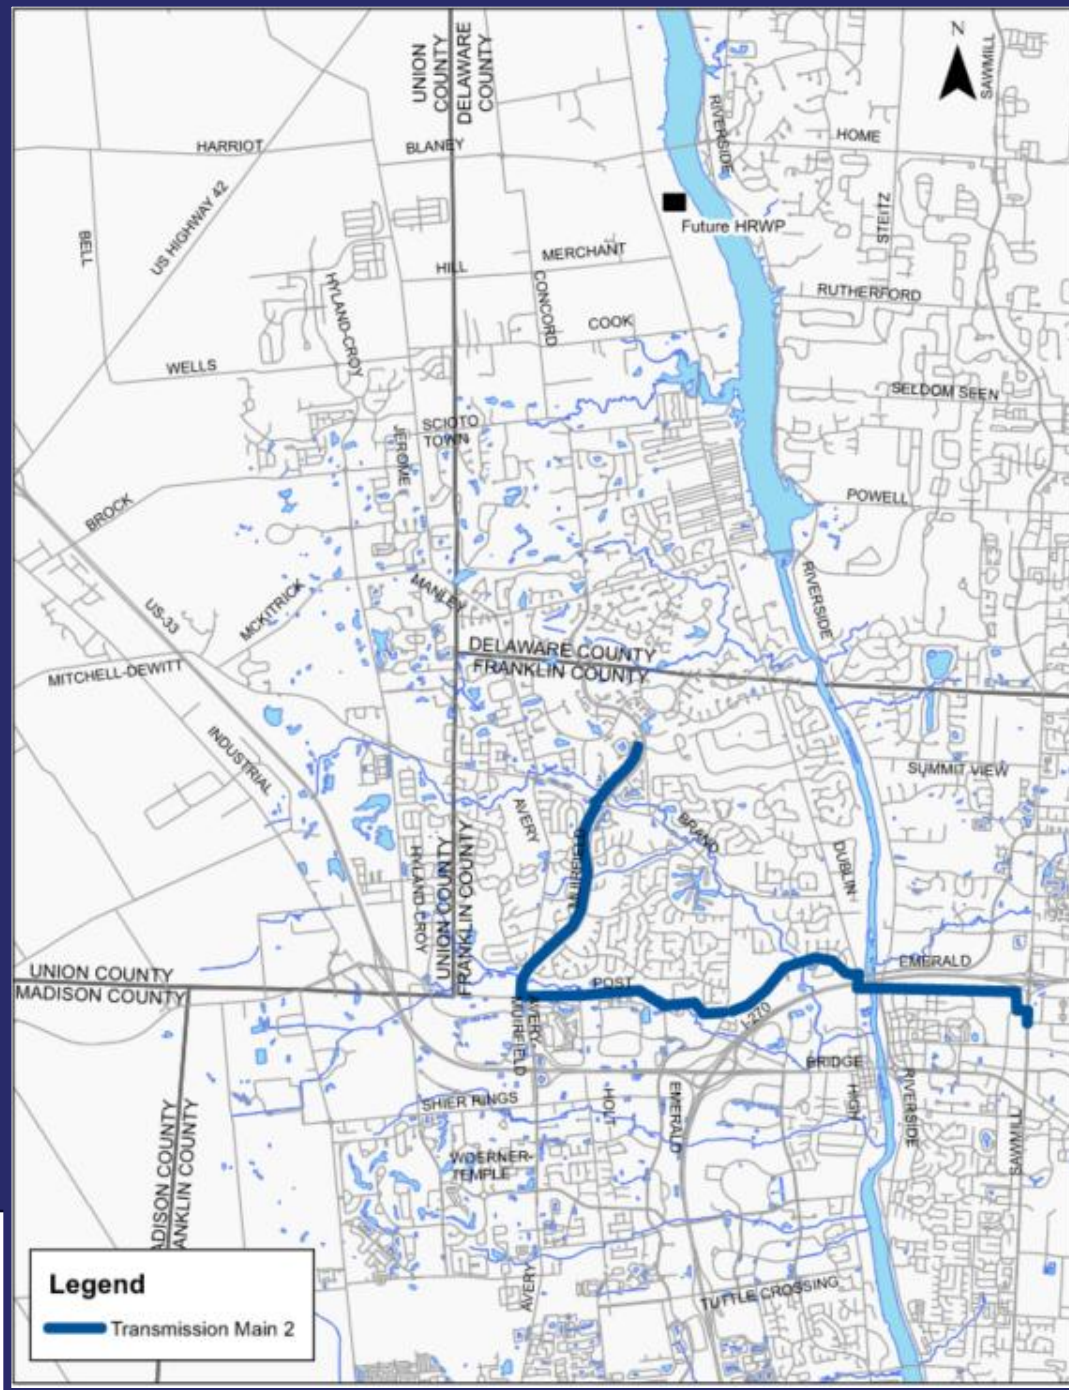 UNION
COUNTY
DELAWARE
COUNTY
N
SAWMILL
RIVERSIDE
HARRIOT
BLANEY
HOME
US HIGHWAY 42
BELL
STEITZ
Future HRWP
HILL
MERCHANT
HYLAND-CROY
CONCORD
RUTHERFORD
COOK
WELLS
SELDOM SEEN
SCIOTO
TOWN
JEROME
BROCK
POWELL
MANLEY
RIVERSIDE
US-33
MCKITRICK
DELAWARE COUNTY
FRANKLIN COUNTY
MITCHELL-DEWITT
INDUSTRIAL
SUMMIT VIEW
AVERY
MUIRFIELD
BRAND
DUBLIN
HYLAND-CROY
UNION COUNTY
FRANKLIN COUNTY
UNION COUNTY
MADISON COUNTY
EMERALD
POST
I-270
AVERY-
MUIRFIELD
BRIDGE
SHIER RINGS
HOLT
EMERALD
HIGH
RIVERSIDE
SAWMILL
WOERNER-
TEMPLE
ADISON COUNTY
ANKLIN COUNTY
AVERY
TUTTLE CROSSING
Legend
Transmission Main 2